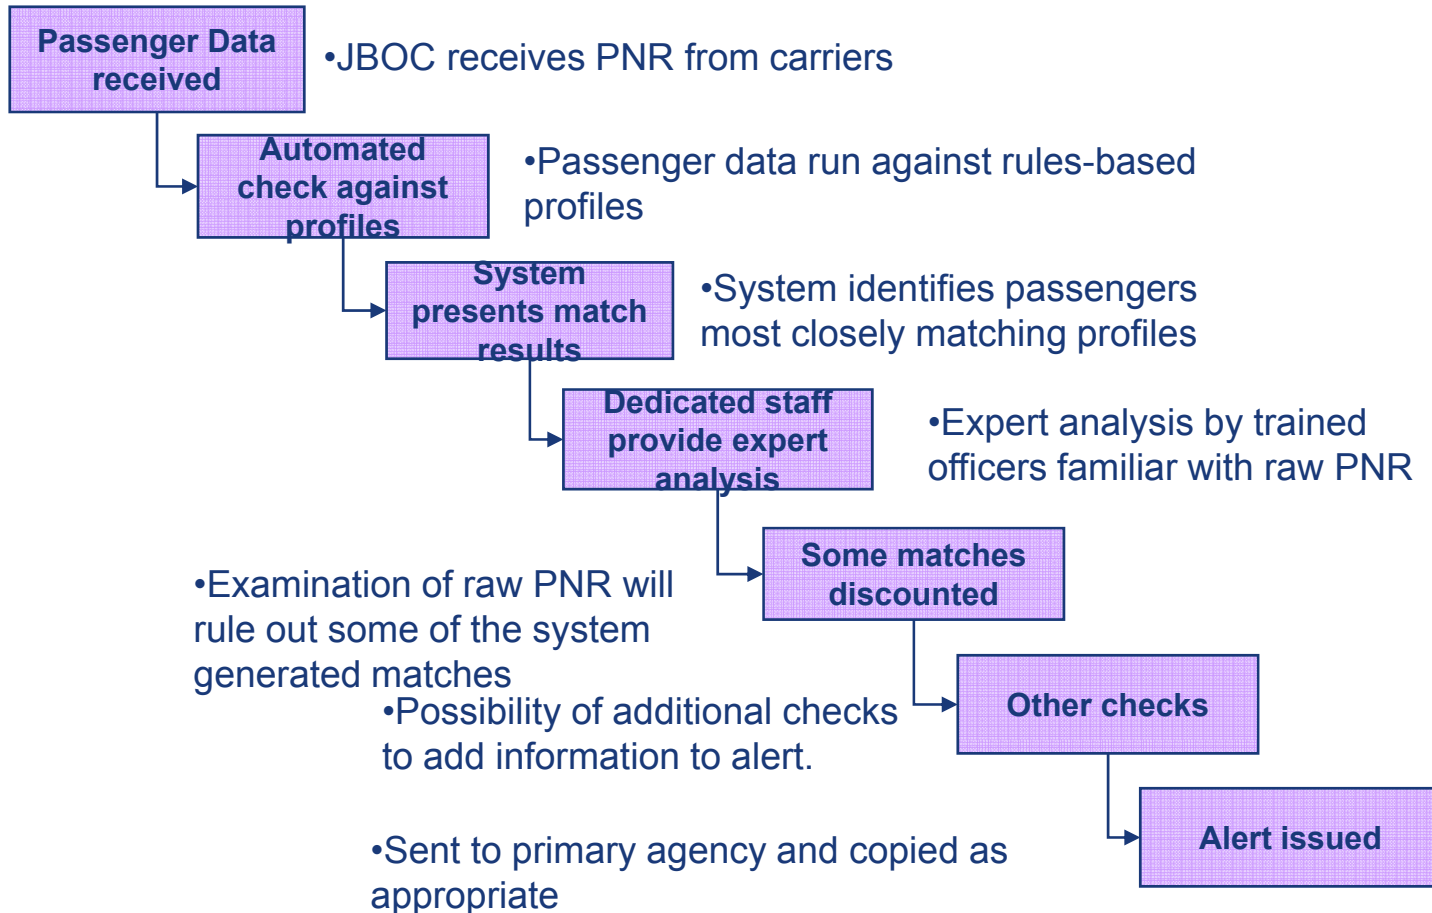 Passenger Data
received
•JBOC receives PNR from carriers
Automated
check against
profiles
•Passenger data run against rules-based
profiles
System
presents match
results
•System identifies passengers
most closely matching profiles
Dedicated staff
provide expert
analysis
•Expert analysis by trained
officers familiar with raw PNR
Some matches
discounted
•Examination of raw PNR will
rule out some of the system
generated matches
Other checks
•Possibility of additional checks
to add information to alert.
Alert issued
•Sent to primary agency and copied as
appropriate